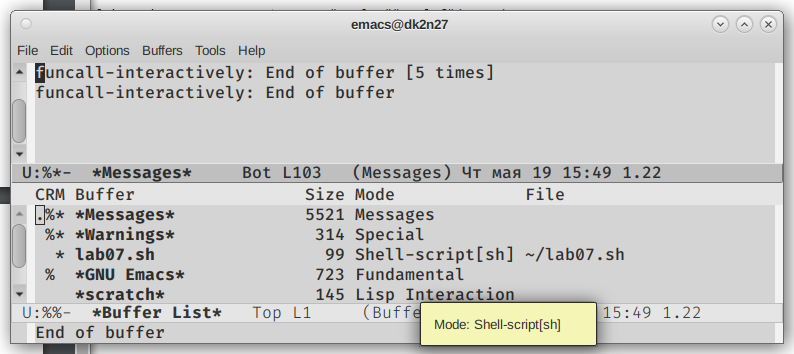 emacs@dk2n27
File Edit Options Buffers Tools Help
funcall-interactively: End of buffer [5 times]
funcall-interactively: End of buffer
U:%*- *Messages* Bot L103 (Messages) Чт мая 19 15:49 1.22
CRM Buffer Size Mode File
.%* *Messages* 5521 Messages
%* *Warnings* 314 Special
* lab07.sh 99 Shell-script[sh] ~/lab07.sh
% *GNU Emacs* 723 Fundamental
*scratch* 145 Lisp Interaction
U:%%- *Buffer List* Top L1 (Buffe 15:49 1.22
Mode: Shell-script[sh]
End of buffer